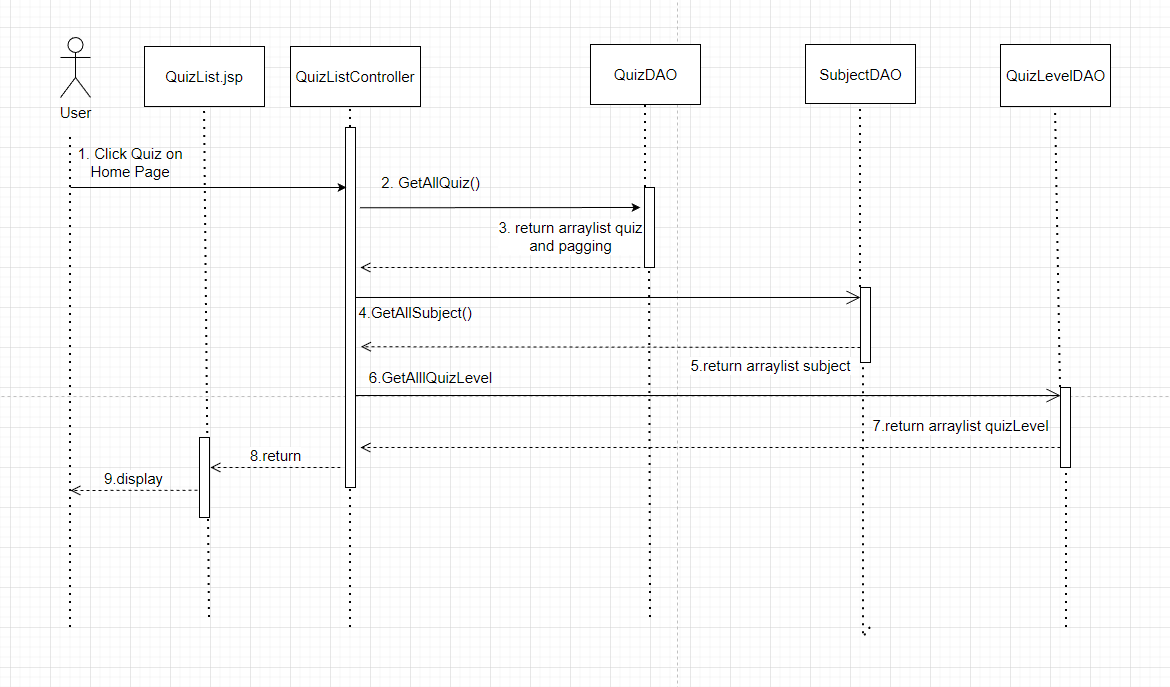 User
QuizList.jsp
QuizListController
QuizDAO
SubjectDAO
QuizLevelDAO
1. Click Quiz on
Home Page
2. GetAllQuiz()
3. return arraylist quiz
and pagging
4.GetAllSubject()
5.return arraylist subject
6.GetAlllQuizLevel
7.return arraylist quizLevel
8.return
9.display